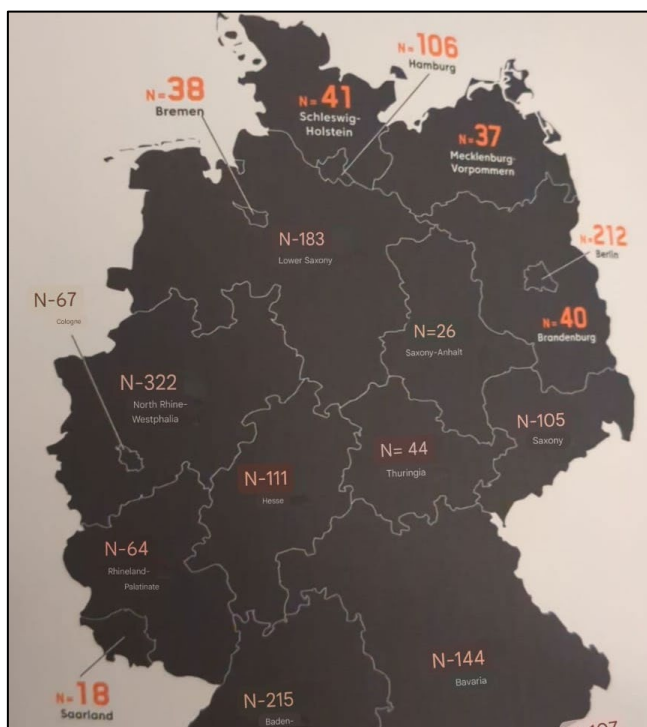 N=106
Hamburg
N=38
Bremen
N=41
Schleswig-
Holstein
N=37
Mecklenburg-
Vorpommern
N-183
Lower Saxony
N=212
Berlin
N-67
Cologne
N=26
Saxony-Anhalt
N=40
Brandenburg
N-322
North Rhine-
Westphalia
N-105
Saxony
N= 44
Thuringia
N-111
Hesse
N-64
Rhineland-
Palatinate
N-144
Bavaria
N=18
Saarland
N-215
Baden-